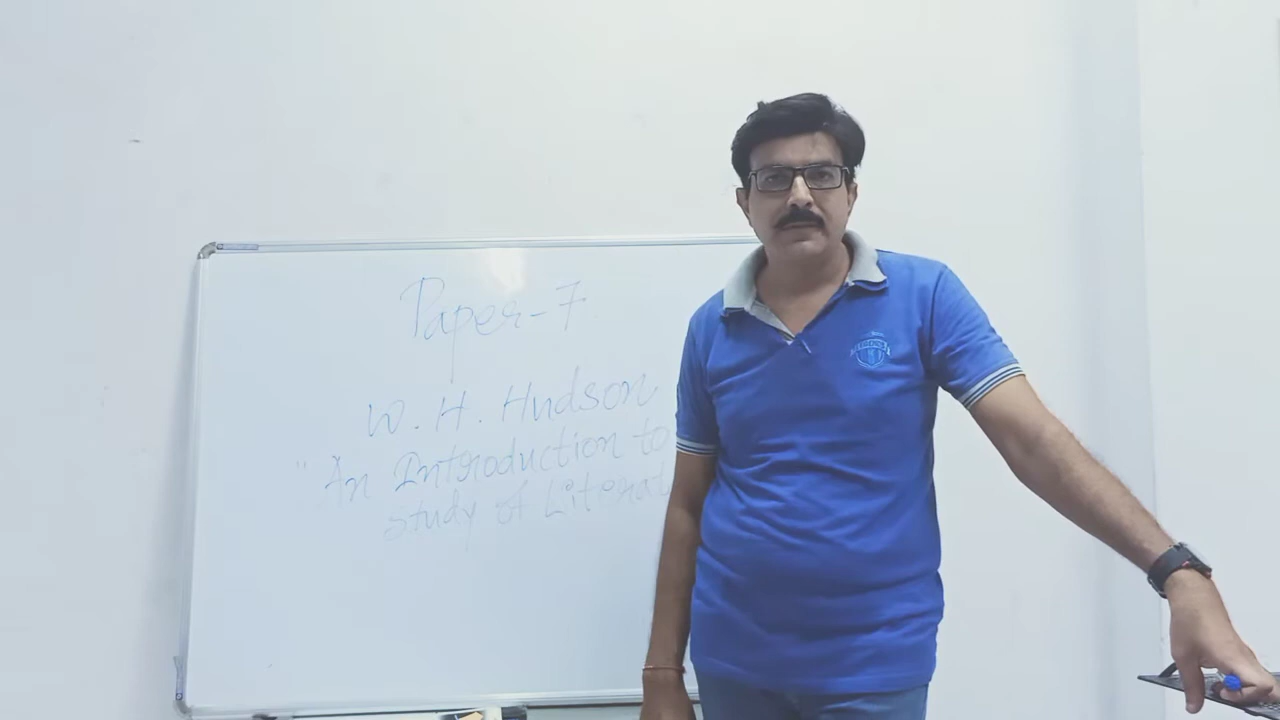 Paper-7.
W. H. Hudson
"An Introduction to
study of Literat